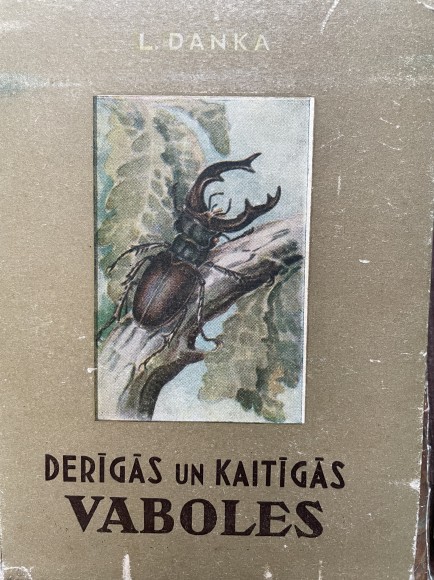 L. DANKA
DERĪGĀS UN KAITĪGĀS
VABOLES